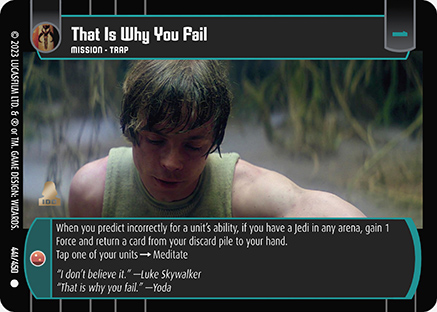 That Is Why You Fail
MISSION - TRAP
When you predict incorrectly for a unit's ability, if you have a Jedi in any arena, gain 1
Force and return a card from your discard pile to your hand.
Tap one of your units → Meditate
"I don't believe it." —Luke Skywalker
"That is why you fail." —Yoda
© 2023 LUCASFILM LTD. & ® or TM. GAME DESIGN: WIZARDS.
441/450